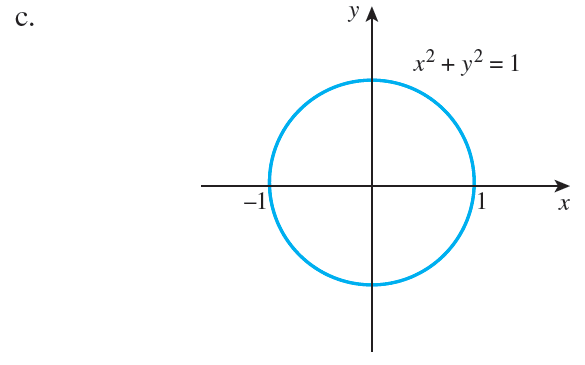 c.
y
x² + y² = 1
–1
1
x